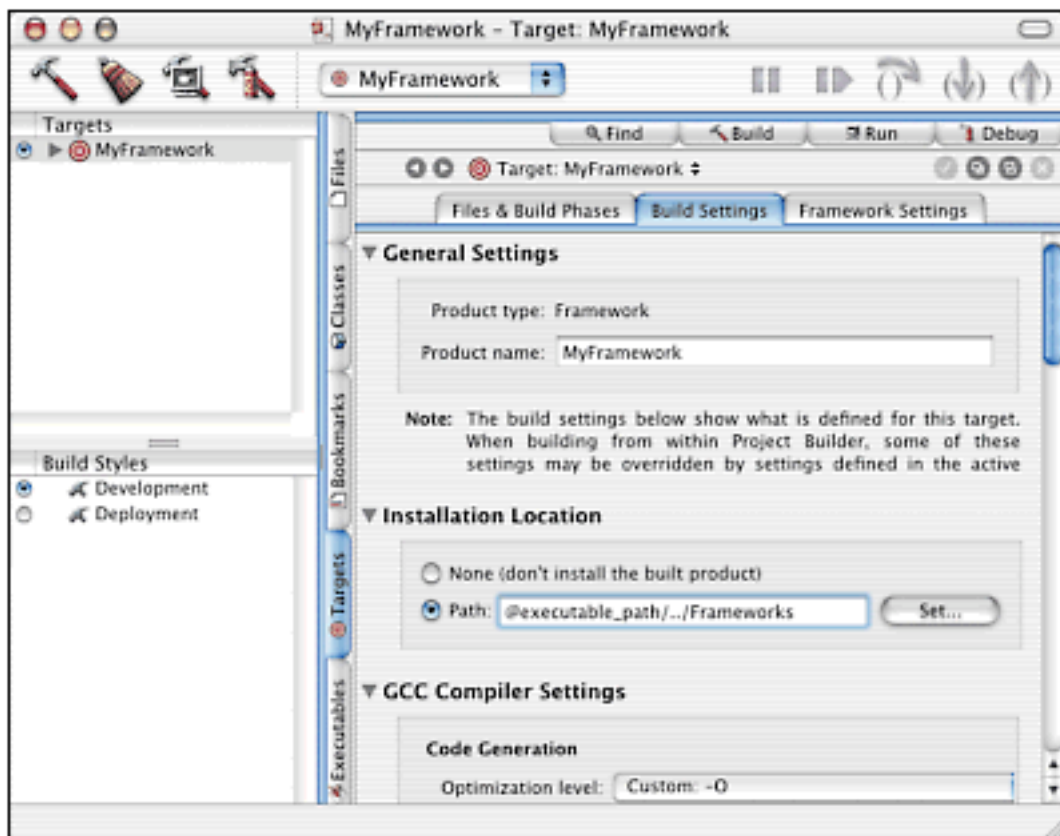 MyFramework – Target: MyFramework
MyFramework
Targets
MyFramework
Build Styles
Development
Deployment
Files
Classes
Bookmarks
Targets
Executables
Find
Build
Run
Debug
Target: MyFramework
Files & Build Phases
Build Settings
Framework Settings
General Settings
Product type: Framework
Product name: MyFramework
Note: The build settings below show what is defined for this target.
When building from within Project Builder, some of these
settings may be overridden by settings defined in the active
Installation Location
None (don't install the built product)
Path: @executable_path/../Frameworks
Set...
GCC Compiler Settings
Code Generation
Optimization level: Custom: -O